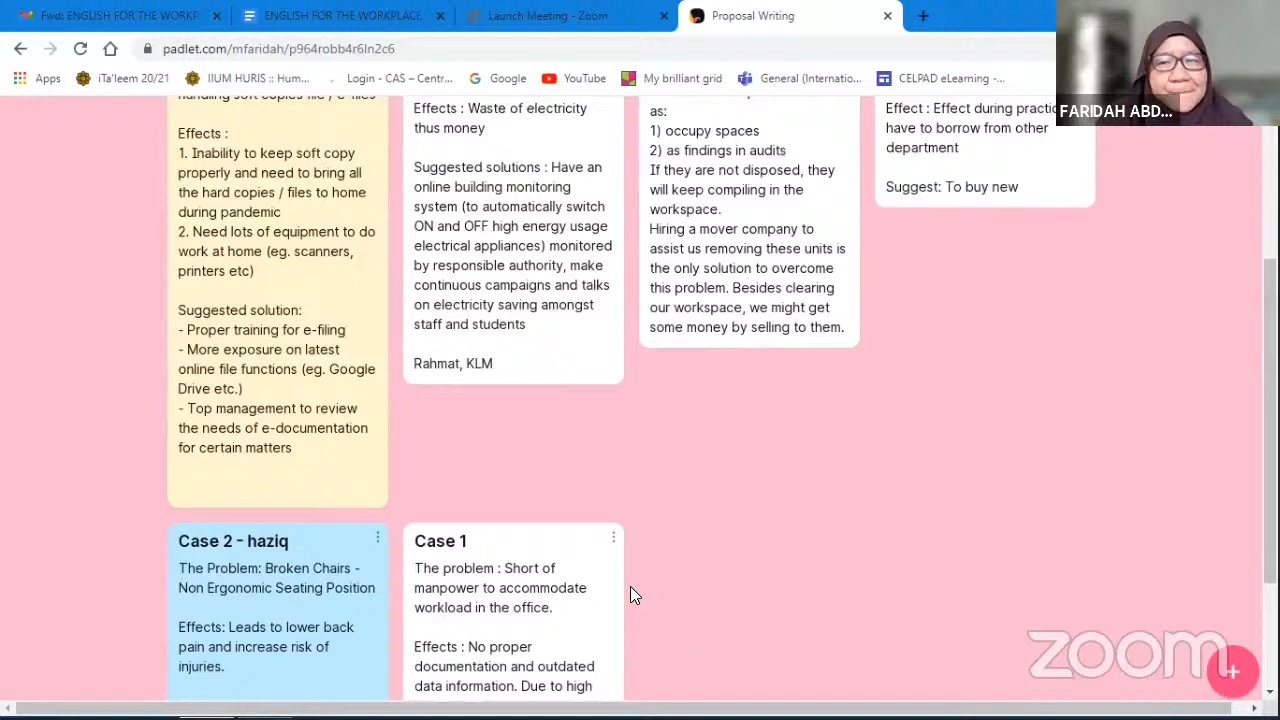 Fwd: ENGLISH FOR THE WORKP
ENGLISH FOR THE WORKPLACE
Launch Meeting - Zoom
Proposal Writing
padlet.com/mfaridah/p964robb4r6ln2c6
Apps
iTa'leem 20/21
IIUM HURIS :: Hum...
Login - CAS – Centr...
Google
YouTube
My brilliant grid
General (Internatio...
CELPAD eLearning -...
FARIDAH ABD...
handling soft copies file / e-files
Effects :
1. Inability to keep soft copy
properly and need to bring all
the hard copies / files to home
during pandemic
2. Need lots of equipment to do
work at home (eg. scanners,
printers etc)
Suggested solution:
- Proper training for e-filing
- More exposure on latest
online file functions (eg. Google
Drive etc.)
- Top management to review
the needs of e-documentation
for certain matters
Effects : Waste of electricity
thus money
Suggested solutions : Have an
online building monitoring
system (to automatically switch
ON and OFF high energy usage
electrical appliances) monitored
by responsible authority, make
continuous campaigns and talks
on electricity saving amongst
staff and students
Rahmat, KLM
as:
1) occupy spaces
2) as findings in audits
If they are not disposed, they
will keep compiling in the
workspace.
Hiring a mover company to
assist us removing these units is
the only solution to overcome
this problem. Besides clearing
our workspace, we might get
some money by selling to them.
Effect : Effect during practic
have to borrow from other
department
Suggest: To buy new
Case 2 - haziq
The Problem: Broken Chairs -
Non Ergonomic Seating Position
Effects: Leads to lower back
pain and increase risk of
injuries.
Case 1
The problem : Short of
manpower to accommodate
workload in the office.
Effects : No proper
documentation and outdated
data information. Due to high
zoom